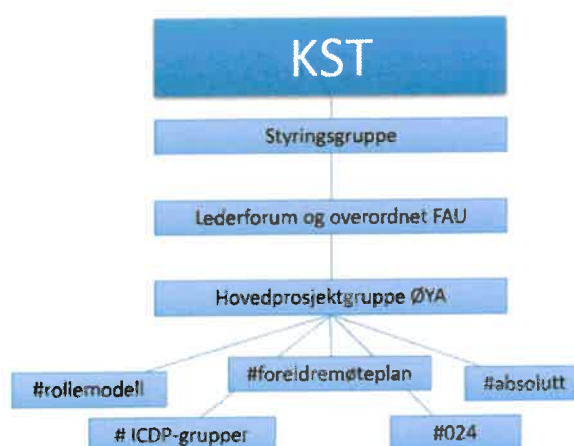 KST
Styringsgruppe
Lederforum og overordnet FAU
Hovedprosjektgruppe ØYA
#rollemodell
#foreldremøteplan
#absolutt
# ICDP-grupper
#024